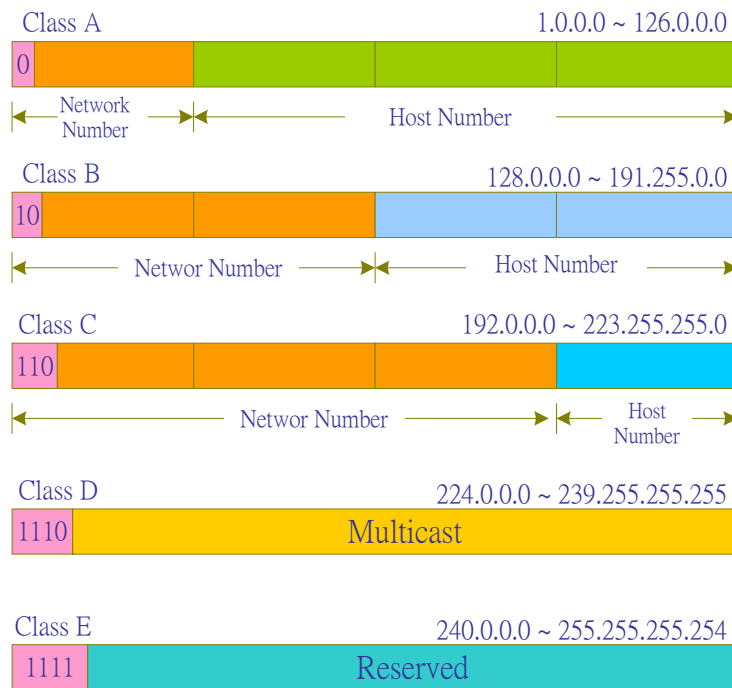 Class A 1.0.0.0 ~ 126.0.0.0
0
Network
Number
Host Number
Class B 128.0.0.0 ~ 191.255.0.0
10
Networ Number Host Number
Class C 192.0.0.0 ~ 223.255.255.0
110
Networ Number
Host
Number
Class D 224.0.0.0 ~ 239.255.255.255
1110 Multicast
Class E 240.0.0.0 ~ 255.255.255.254
1111 Reserved